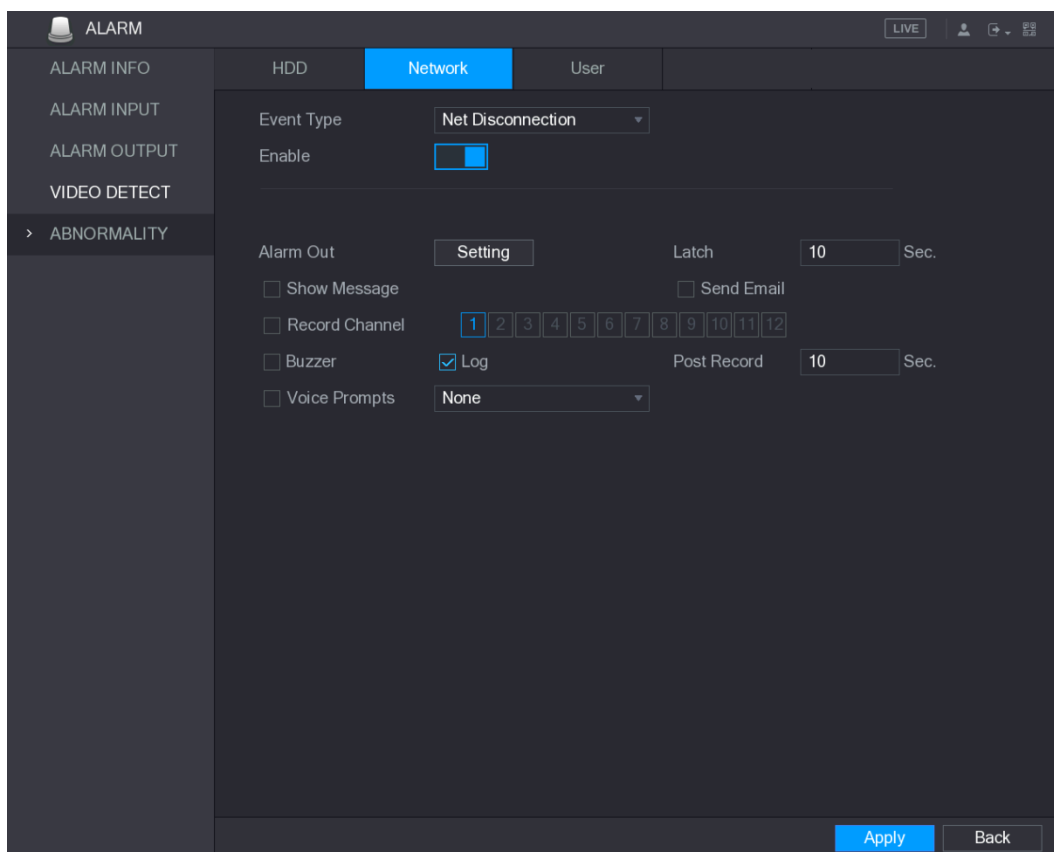 ALARM
LIVE
ALARM INFO
ALARM INPUT
ALARM OUTPUT
VIDEO DETECT
> ABNORMALITY
HDD Network User
Event Type Net Disconnection
Enable
Alarm Out Setting Latch 10 Sec.
Show Message Send Email
Record Channel 1 2 3 4 5 6 7 8 9 10 11 12
Buzzer Log Post Record 10 Sec.
Voice Prompts None
Apply Back